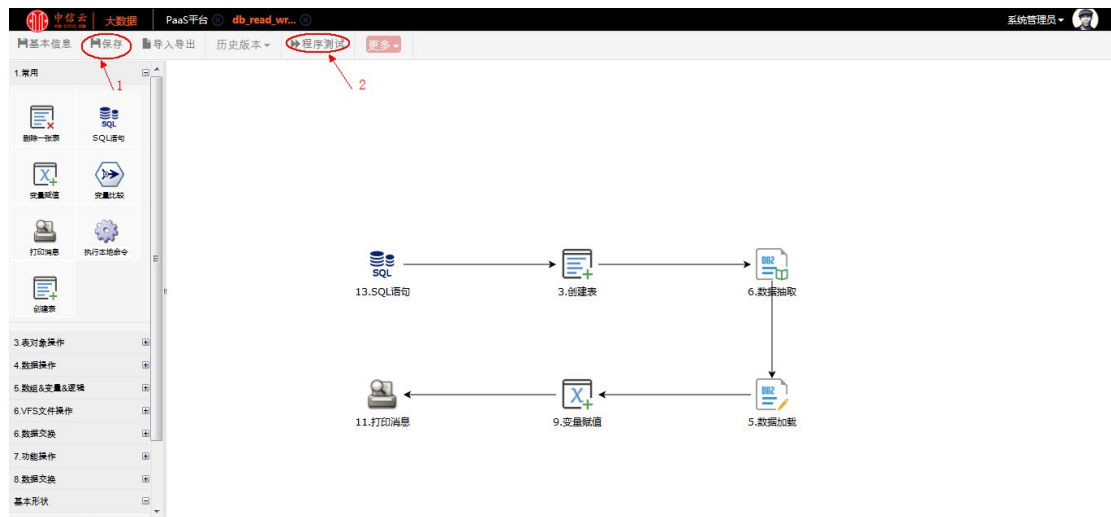 中信云 大数据 PaaS平台 db_read_wr... 系统管理员
基本信息 保存 导入导出 历史版本 程序测试 更多
1.常用
1 2
删除一张表 SQL语句
变量赋值 变量比较
打印消息 执行本地命令
创建表
3.表对象操作
4.数据操作
5.数组&变量&逻辑
6.VFS文件操作
6.数据交换
7.功能操作
8.数据交换
基本形状
SQL
13.SQL语句 3.创建表 DB2 6.数据抽取
11.打印消息 9.变量赋值 DB2 5.数据加载